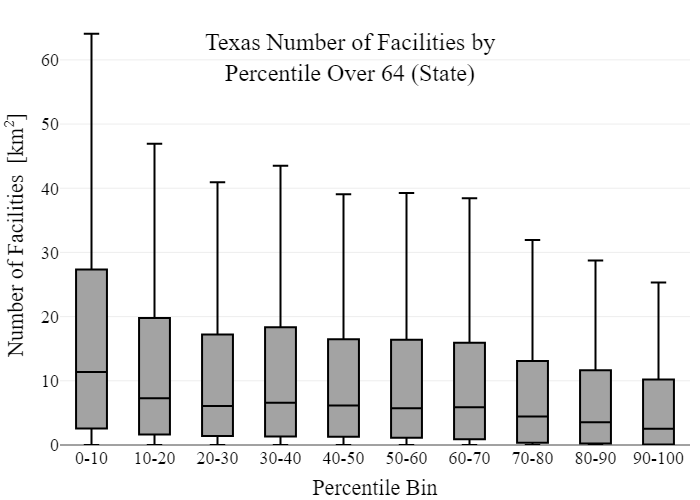 Texas Number of Facilities by
Percentile Over 64 (State)
Number of Facilities [km²]
60
50
40
30
20
10
0
0-10 10-20 20-30 30-40 40-50 50-60 60-70 70-80 80-90 90-100
Percentile Bin